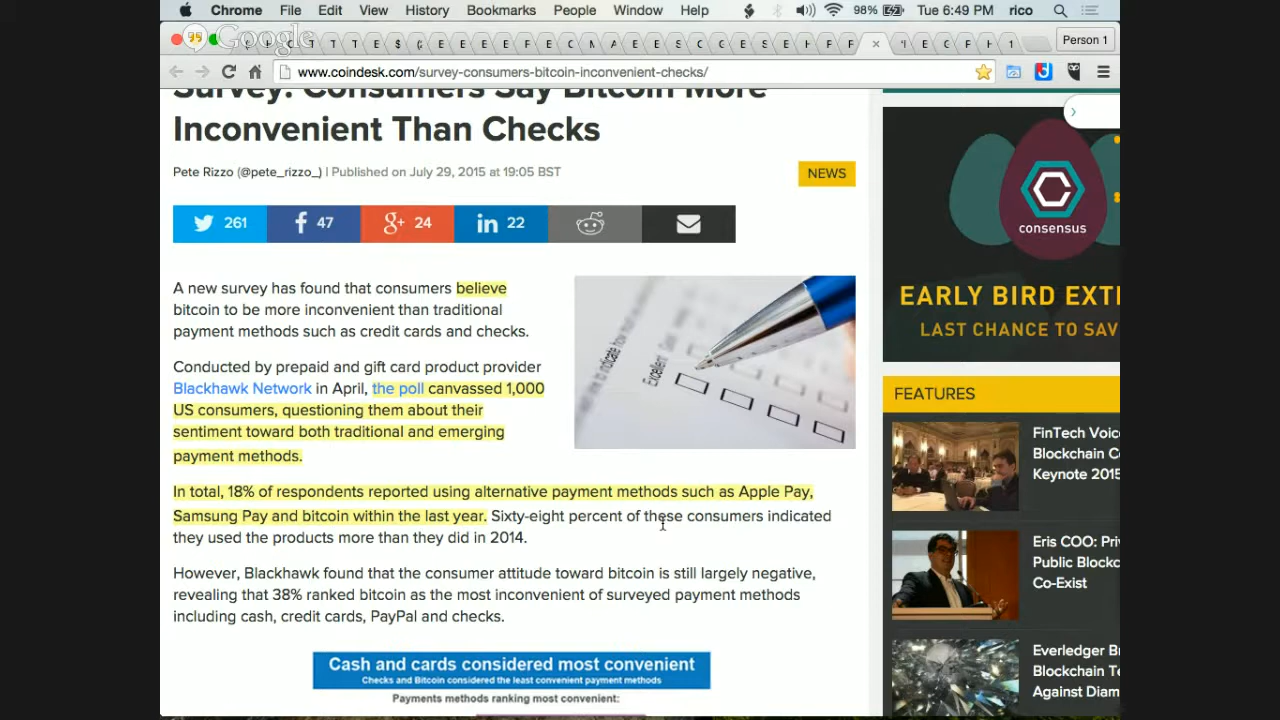 Chrome File Edit View History Bookmarks People Window Help 98% Tue 6:49 PM rico
Google
Person 1
www.coindesk.com/survey-consumers-bitcoin-inconvenient-checks/
Survey: Consumers Say Bitcoin More
Inconvenient Than Checks
Pete Rizzo (@pete_rizzo_) | Published on July 29, 2015 at 19:05 BST
NEWS
261 47 24 22
A new survey has found that consumers believe
bitcoin to be more inconvenient than traditional
payment methods such as credit cards and checks.
Conducted by prepaid and gift card product provider
Blackhawk Network in April, the poll canvassed 1,000
US consumers, questioning them about their
sentiment toward both traditional and emerging
payment methods.
Excellent
In total, 18% of respondents reported using alternative payment methods such as Apple Pay,
Samsung Pay and bitcoin within the last year. Sixty-eight percent of these consumers indicated
they used the products more than they did in 2014.
However, Blackhawk found that the consumer attitude toward bitcoin is still largely negative,
revealing that 38% ranked bitcoin as the most inconvenient of surveyed payment methods
including cash, credit cards, PayPal and checks.
Cash and cards considered most convenient
Checks and Bitcoin considered the least convenient payment methods
Payments methods ranking most convenient:
consensus
EARLY BIRD EXT
LAST CHANCE TO SAV
FEATURES
FinTech Voic
Blockchain C
Keynote 2015
Eris COO: Pri
Public Blockc
Co-Exist
Everledger B
Blockchain T
Against Diam